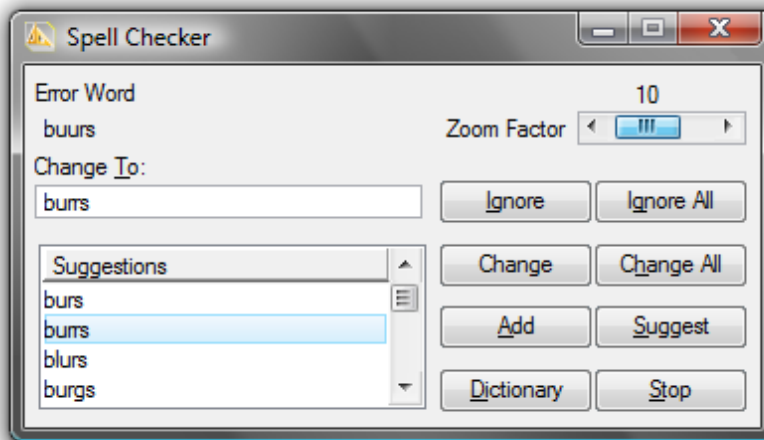 Spell Checker
Error Word
10
buurs
Zoom Factor
Change To:
burrs
Ignore
Ignore All
Suggestions
Change
Change All
burs
burrs
Add
Suggest
blurs
burgs
Dictionary
Stop